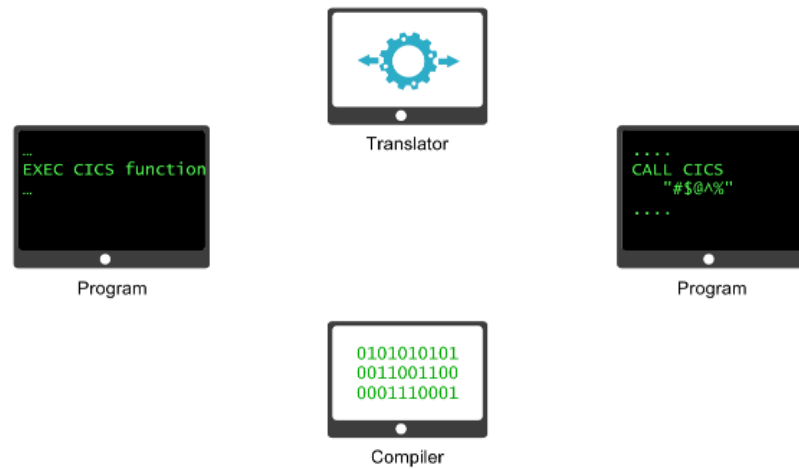 Translator
...
EXEC CICS function
...
Program
....
CALL CICS
"#$@^%"
....
Program
0101010101
0011001100
0001110001
Compiler